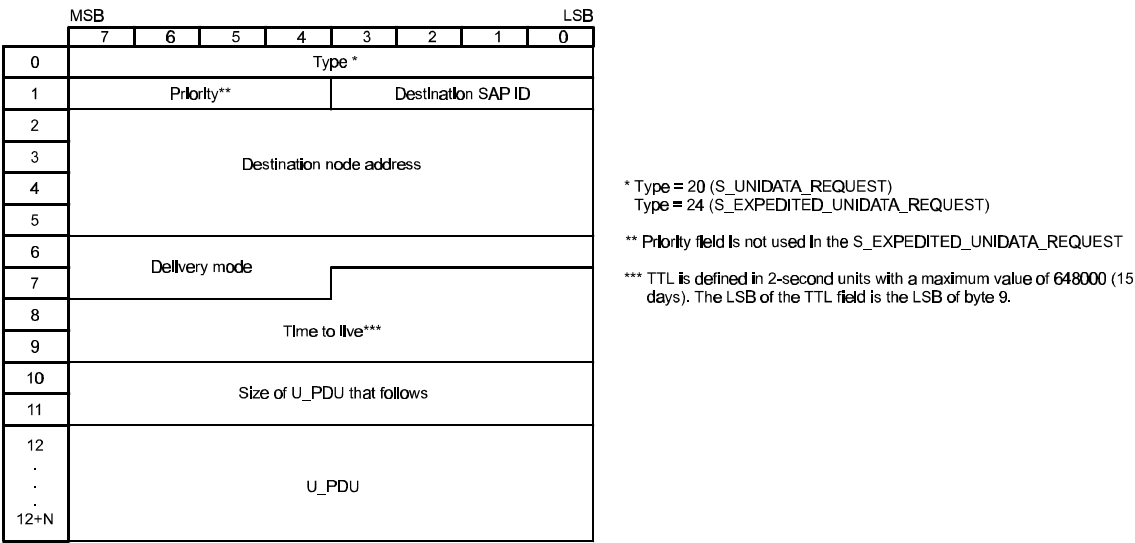 MSB LSB
7 6 5 4 3 2 1 0
0 Type *
1 Priority** Destination SAP ID
2
3
Destination node address
4
5
6
Delivery mode
7
8
Time to live***
9
10
Size of U_PDU that follows
11
12
.
.
U_PDU
.
12+N
* Type = 20 (S_UNIDATA_REQUEST)
Type = 24 (S_EXPEDITED_UNIDATA_REQUEST)
** Priority field is not used in the S_EXPEDITED_UNIDATA_REQUEST
*** TTL is defined in 2-second units with a maximum value of 648000 (15
days). The LSB of the TTL field is the LSB of byte 9.